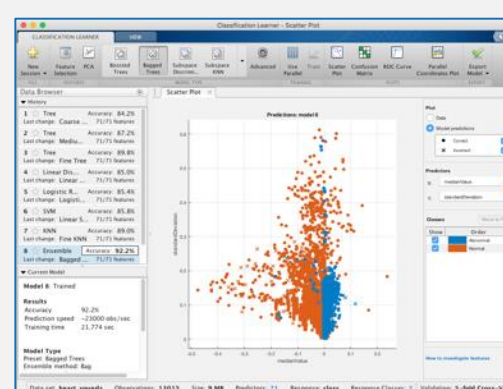 Classification Learner - Scatter Plot
CLASSIFICATION LEARNER
VIEW
New Session
Feature Selection
PCA
Boosted Trees
Bagged Trees
Subspace Discrimi...
Subspace KNN
Advanced
Use Parallel
Train
Scatter Plot
Confusion Matrix
ROC Curve
Parallel Coordinates Plot
Export Model
FEATURES
MODEL TYPE
TRAINING
PLOTS
EXPORT
Data Browser
Scatter Plot
History
1 Tree Accuracy: 84.2%
Last change: Coarse ... 71/71 features
2 Tree Accuracy: 87.2%
Last change: Mediu... 71/71 features
3 Tree Accuracy: 89.8%
Last change: Fine Tree 71/71 features
4 Linear Dis... Accuracy: 85.0%
Last change: Linear ... 71/71 features
5 Logistic R... Accuracy: 85.4%
Last change: Logisti... 71/71 features
6 SVM Accuracy: 85.8%
Last change: Linear S... 71/71 features
7 KNN Accuracy: 89.0%
Last change: Fine KNN 71/71 features
8 Ensemble Accuracy: 92.2%
Last change: Bagged ... 71/71 features
Current Model
Model 8: Trained
Results
Accuracy 92.2%
Prediction speed ~23000 obs/sec
Training time 21.774 sec
Model Type
Preset: Bagged Trees
Ensemble method: Bag
Predictions: model 8
standardDeviation
medianValue
Plot
Data
Model predictions
Correct
Incorrect
Predictors
X: medianValue
Y: standardDeviation
Classes
Show Order
Abnormal
Normal
How to investigate features
Data set: heart_sounds Observations: 13015 Size: 9 MB Predictors: 71 Response: class Response Classes: 2 Validation: 5-fold Cross-V